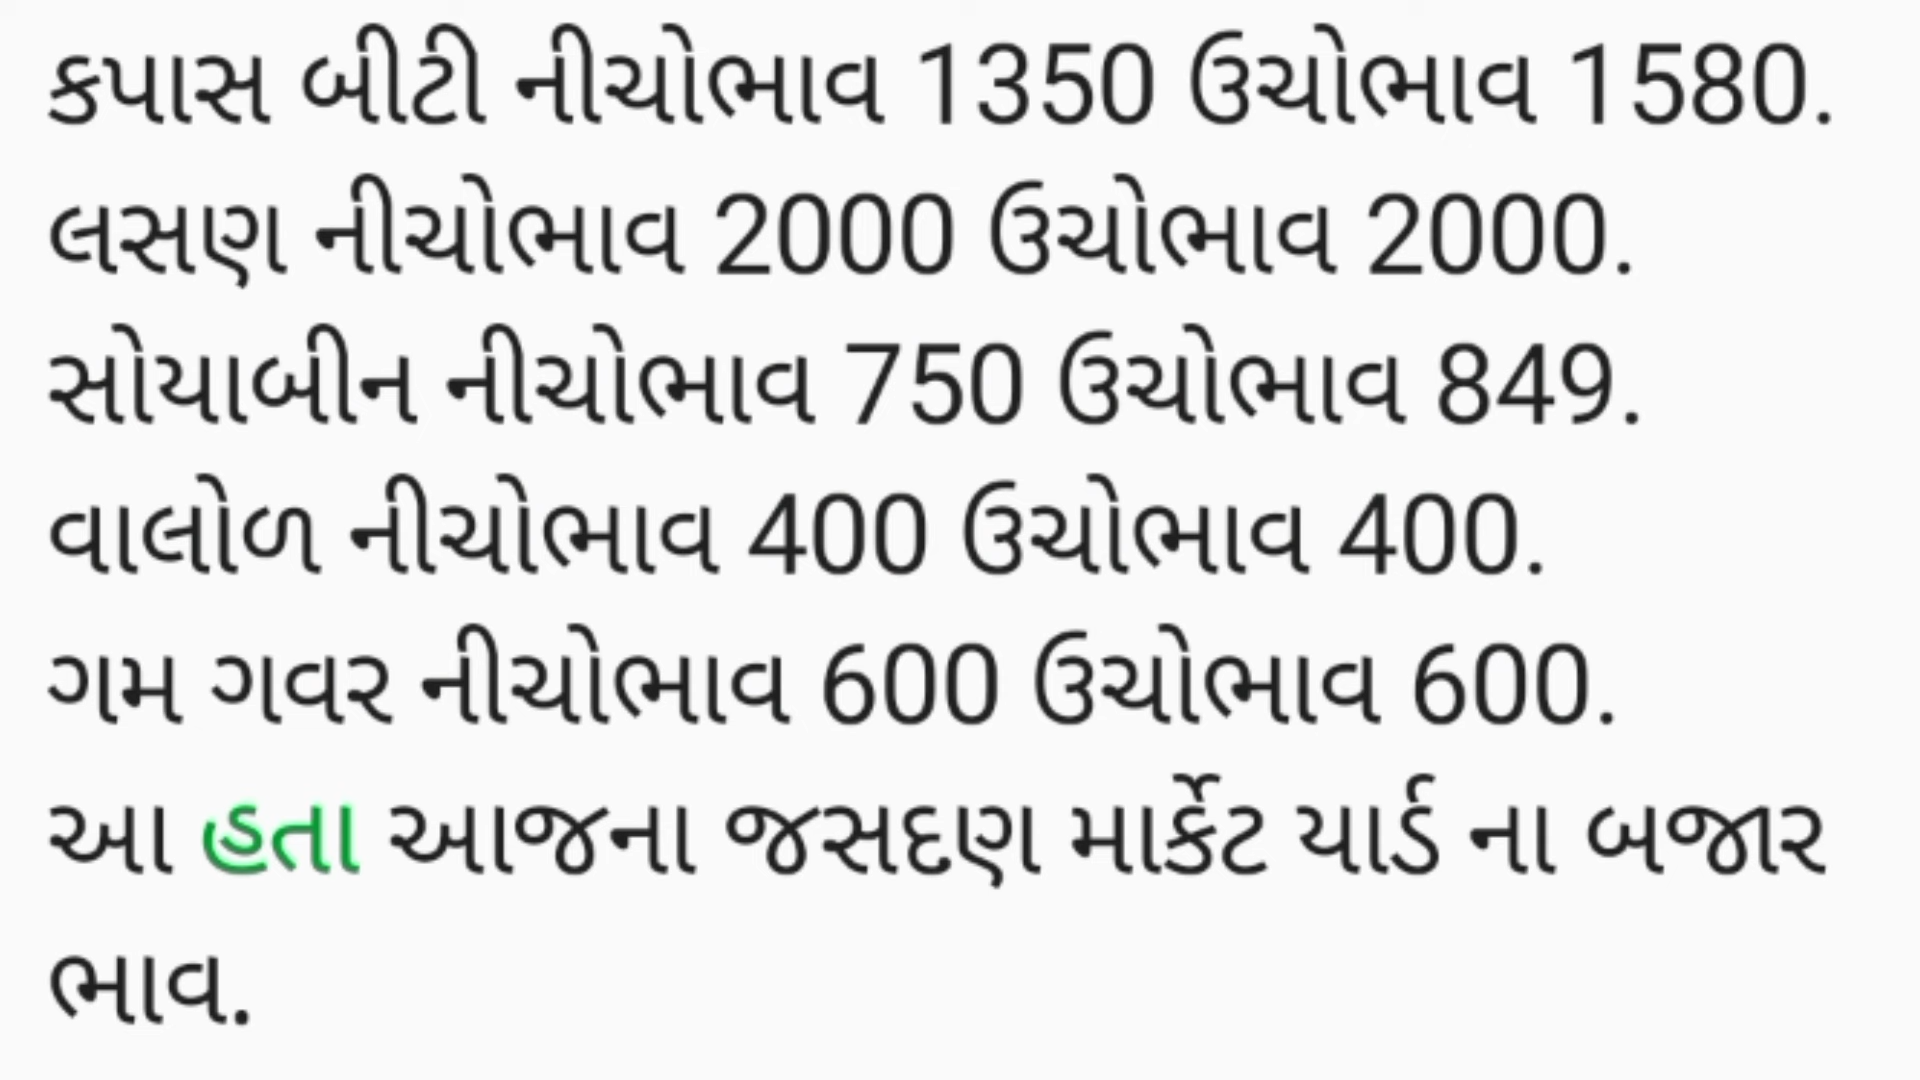 કપાસ બીટી નીચોભાવ 1350 ઉચોભાવ 1580.
લસણ નીચોભાવ 2000 ઉચોભાવ 2000.
સોયાબીન નીચોભાવ 750 ઉચોભાવ 849.
વાલોળ નીચોભાવ 400 ઉચોભાવ 400.
ગમ ગવર નીચોભાવ 600 ઉચોભાવ 600.
આ હતા આજના જસદણ માર્કેટ યાર્ડ ના બજાર
ભાવ.